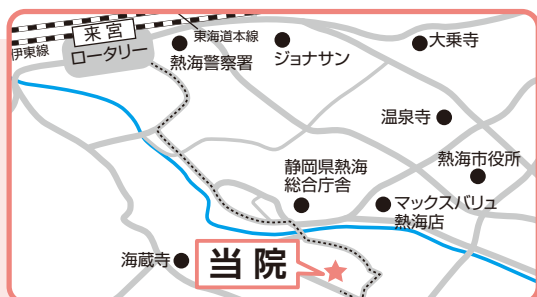 来宮
ロータリー
伊東線
東海道本線
熱海警察署
ジョナサン
大乗寺
温泉寺
熱海市役所
静岡県熱海
総合庁舎
マックスバリュ
熱海店
海蔵寺
当院